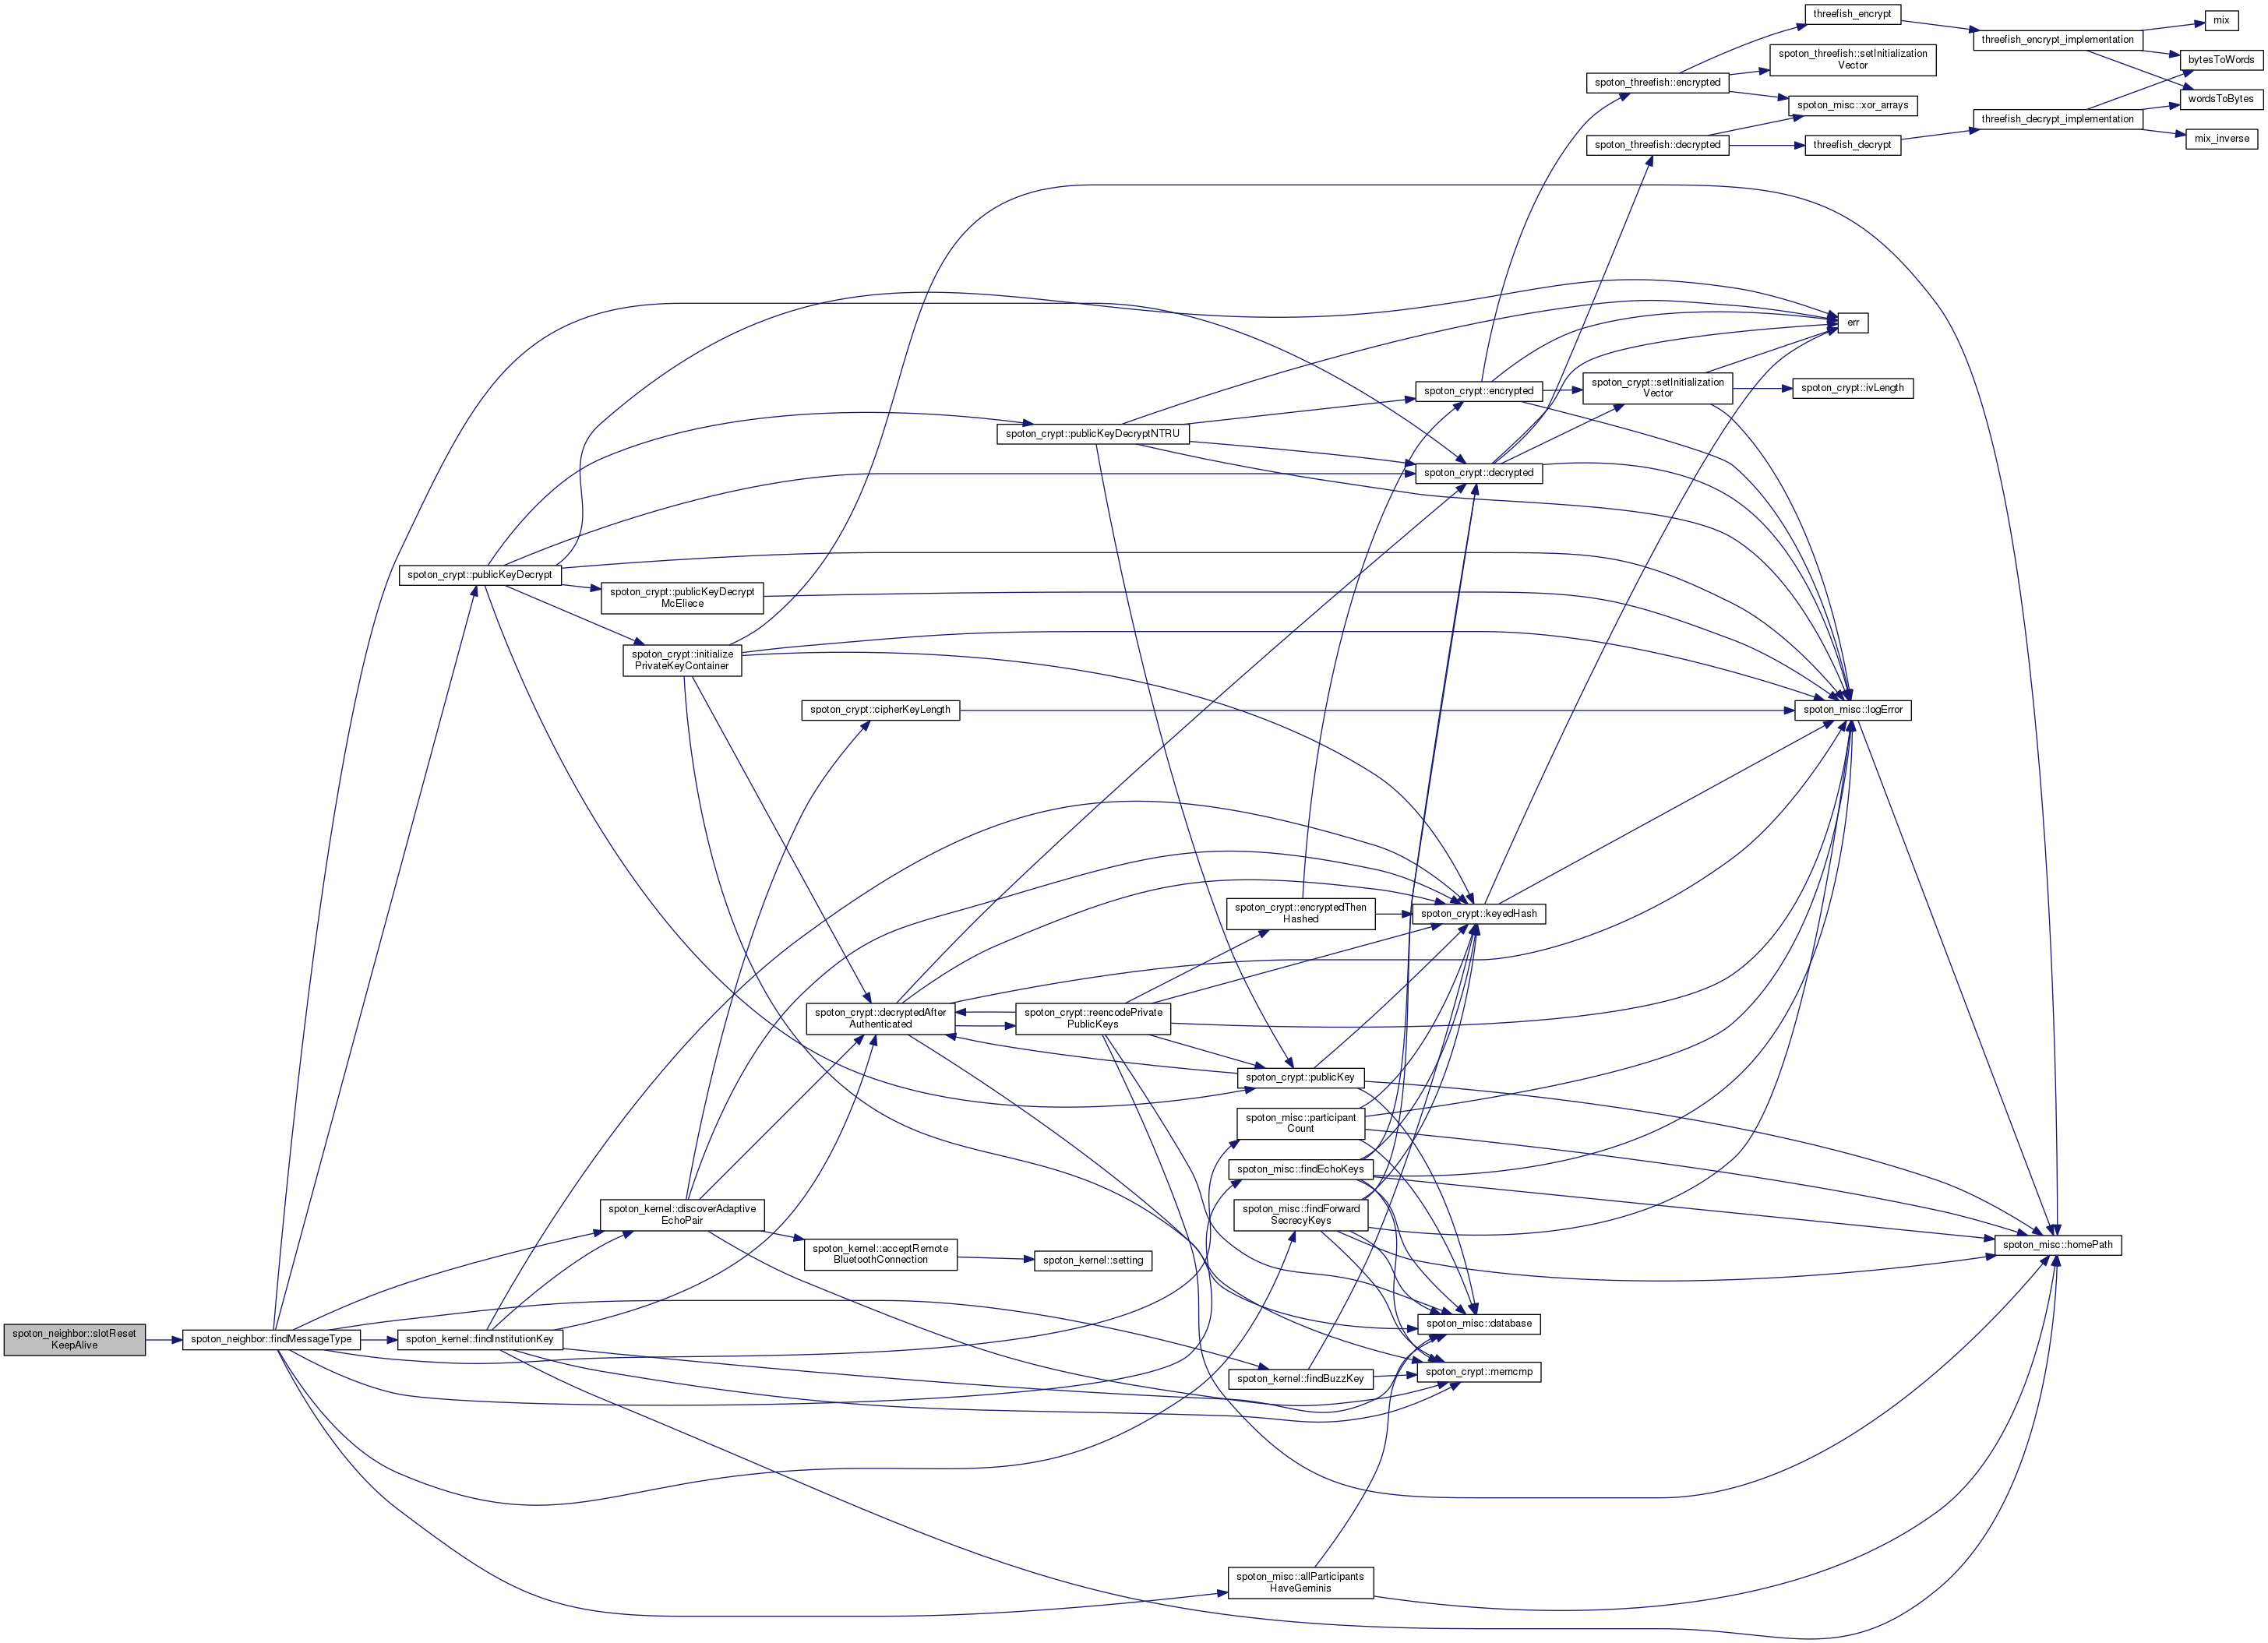 threefish_encrypt
mix
threefish_encrypt_implementation
spoton_threefish::setInitialization
Vector
bytesToWords
spoton_threefish::encrypted
wordsToBytes
spoton_misc::xor_arrays
threefish_decrypt_implementation
mix_inverse
spoton_threefish::decrypted
threefish_decrypt
err
spoton_crypt::setInitialization
Vector
spoton_crypt::ivLength
spoton_crypt::encrypted
spoton_crypt::publicKeyDecryptNTRU
spoton_crypt::decrypted
spoton_crypt::publicKeyDecrypt
spoton_crypt::publicKeyDecrypt
McEliece
spoton_crypt::initialize
PrivateKeyContainer
spoton_crypt::cipherKeyLength
spoton_misc::logError
spoton_crypt::encryptedThen
Hashed
spoton_crypt::keyedHash
spoton_crypt::decryptedAfter
Authenticated
spoton_crypt::reencodePrivate
PublicKeys
spoton_crypt::publicKey
spoton_misc::participant
Count
spoton_misc::findEchoKeys
spoton_kernel::discoverAdaptive
EchoPair
spoton_misc::findForward
SecrecyKeys
spoton_kernel::acceptRemote
BluetoothConnection
spoton_kernel::setting
spoton_misc::homePath
spoton_neighbor::slotReset
KeepAlive
spoton_neighbor::findMessageType
spoton_kernel::findInstitutionKey
spoton_misc::database
spoton_kernel::findBuzzKey
spoton_crypt::memcmp
spoton_misc::allParticipants
HaveGeminis